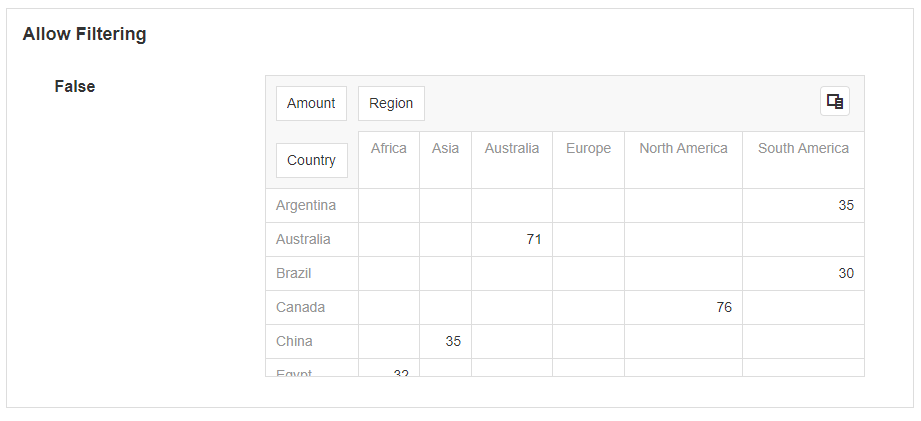 Allow Filtering
False
Amount Region
Country Africa Asia Australia Europe North America South America
Argentina 35
Australia 71
Brazil 30
Canada 76
China 35
Egypt 32